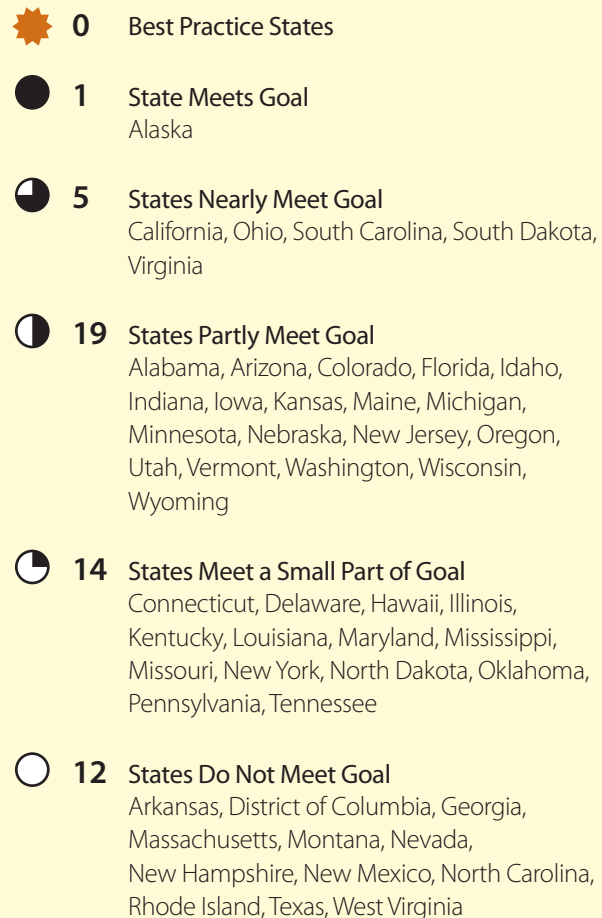 0 Best Practice States
1 State Meets Goal
Alaska
5 States Nearly Meet Goal
California, Ohio, South Carolina, South Dakota,
Virginia
19 States Partly Meet Goal
Alabama, Arizona, Colorado, Florida, Idaho,
Indiana, Iowa, Kansas, Maine, Michigan,
Minnesota, Nebraska, New Jersey, Oregon,
Utah, Vermont, Washington, Wisconsin,
Wyoming
14 States Meet a Small Part of Goal
Connecticut, Delaware, Hawaii, Illinois,
Kentucky, Louisiana, Maryland, Mississippi,
Missouri, New York, North Dakota, Oklahoma,
Pennsylvania, Tennessee
12 States Do Not Meet Goal
Arkansas, District of Columbia, Georgia,
Massachusetts, Montana, Nevada,
New Hampshire, New Mexico, North Carolina,
Rhode Island, Texas, West Virginia